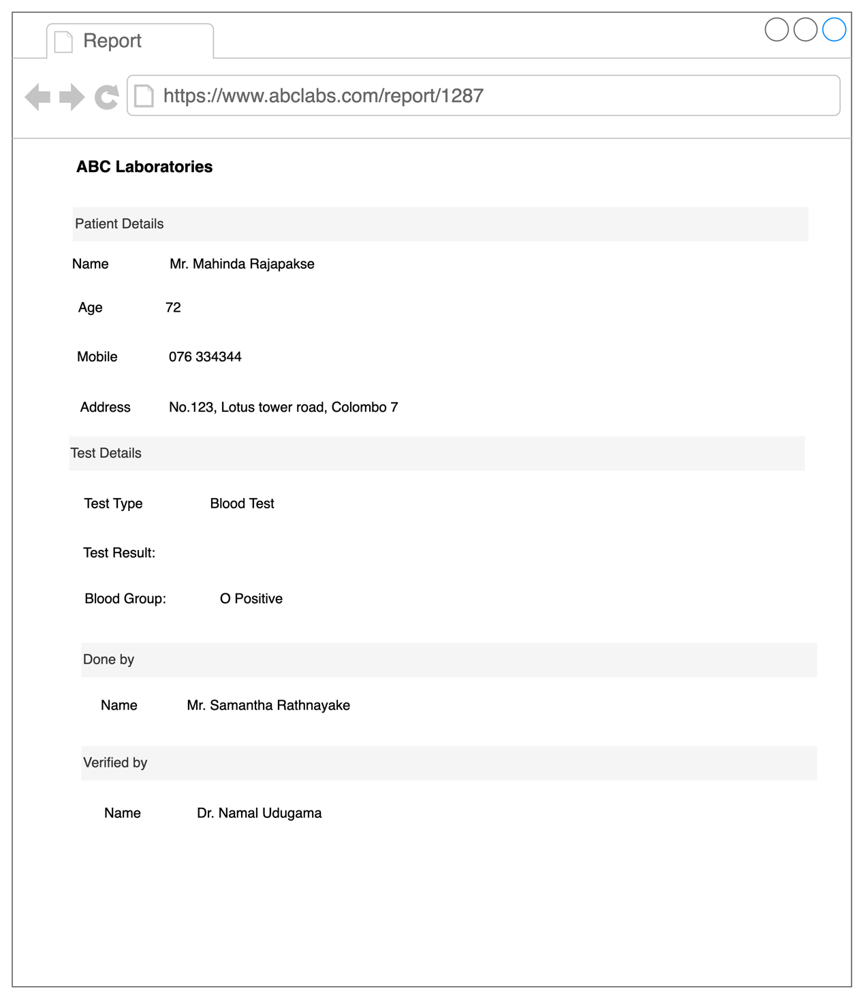 Report
https://www.abclabs.com/report/1287
ABC Laboratories
Patient Details
Name Mr. Mahinda Rajapakse
Age 72
Mobile 076 334344
Address No.123, Lotus tower road, Colombo 7
Test Details
Test Type Blood Test
Test Result:
Blood Group: O Positive
Done by
Name Mr. Samantha Rathnayake
Verified by
Name Dr. Namal Udugama